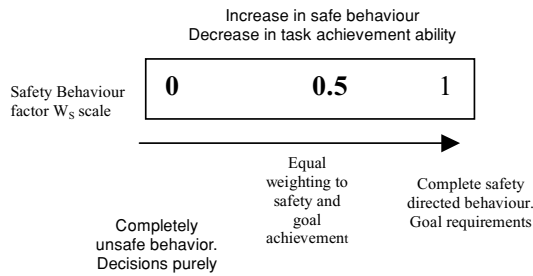 Increase in safe behaviour
Decrease in task achievement ability
Safety Behaviour
factor WS scale
0 0.5 1
Equal
weighting to
safety and
goal
achievement
Complete safety
directed behaviour.
Goal requirements
Completely
unsafe behavior.
Decisions purely